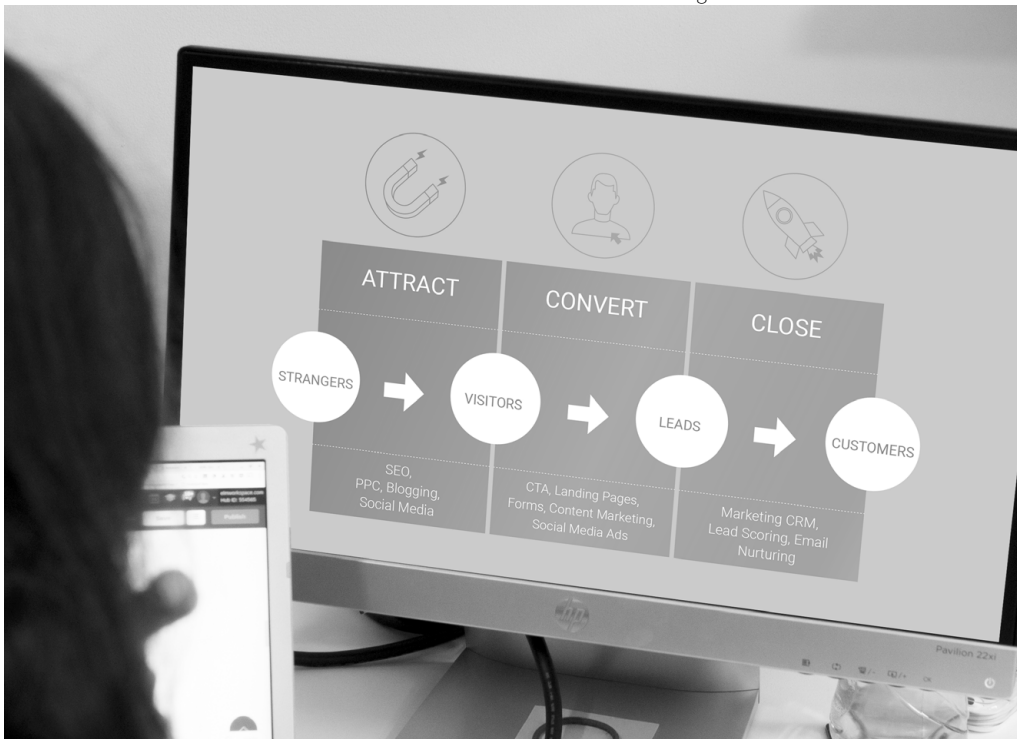 ATTRACT
CONVERT
CLOSE
STRANGERS
VISITORS
LEADS
CUSTOMERS
SEO,
PPC, Blogging,
Social Media
CTA, Landing Pages,
Forms, Content Marketing,
Social Media Ads
Marketing CRM,
Lead Scoring, Email
Nurturing
Publish
hp
Pavilion 22xi